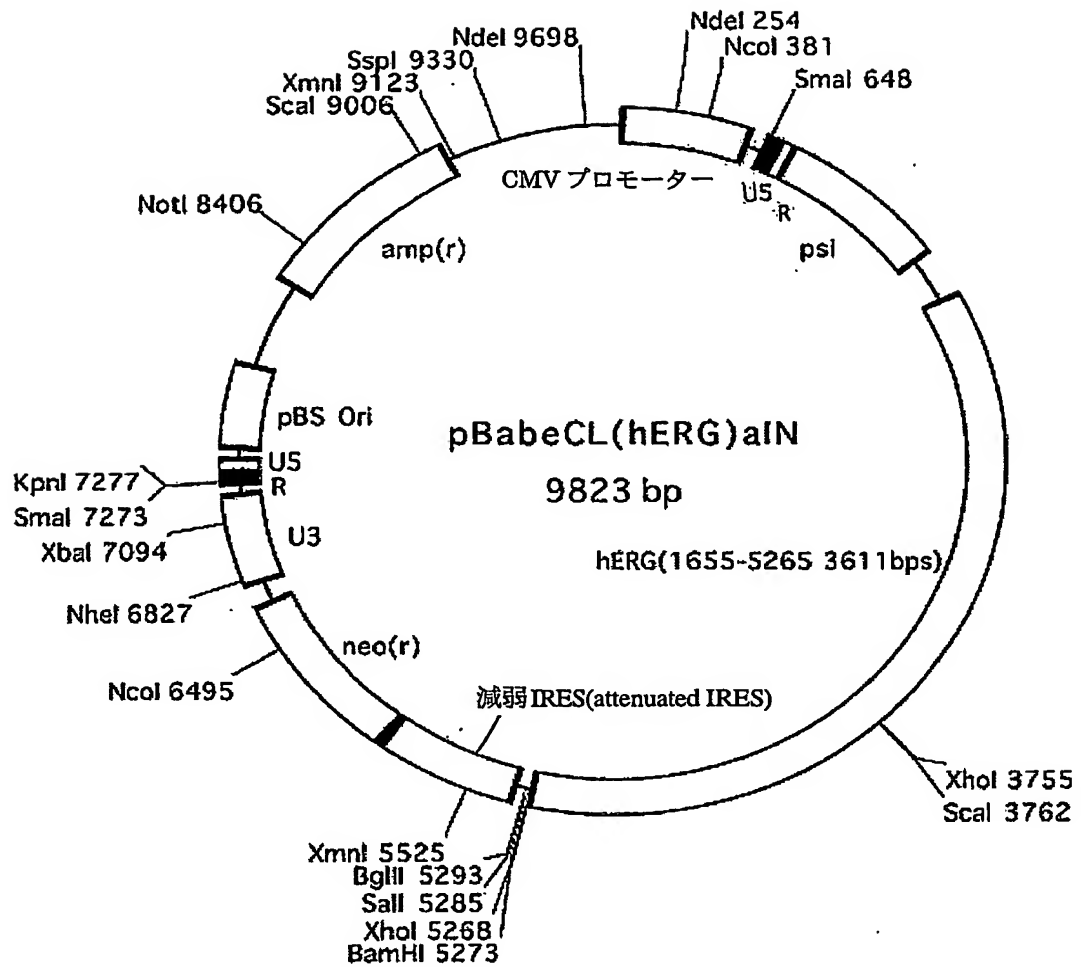 NdeI 254
NcoI 381
SmaI 648
NdeI 9698
SspI 9330
XmnI 9123
ScaI 9006
NotI 8406
CMV プロモーター
U5
R
psi
amp(r)
pBS Ori
U5
R
U3
KpnI 7277
SmaI 7273
XbaI 7094
NheI 6827
NcoI 6495
neo(r)
pBabeCL(hERG)aIN
9823 bp
hERG(1655-5265 3611bps)
減弱IRES(attenuated IRES)
XhoI 3755
ScaI 3762
XmnI 5525
BglII 5293
SalI 5285
XhoI 5268
BamHI 5273